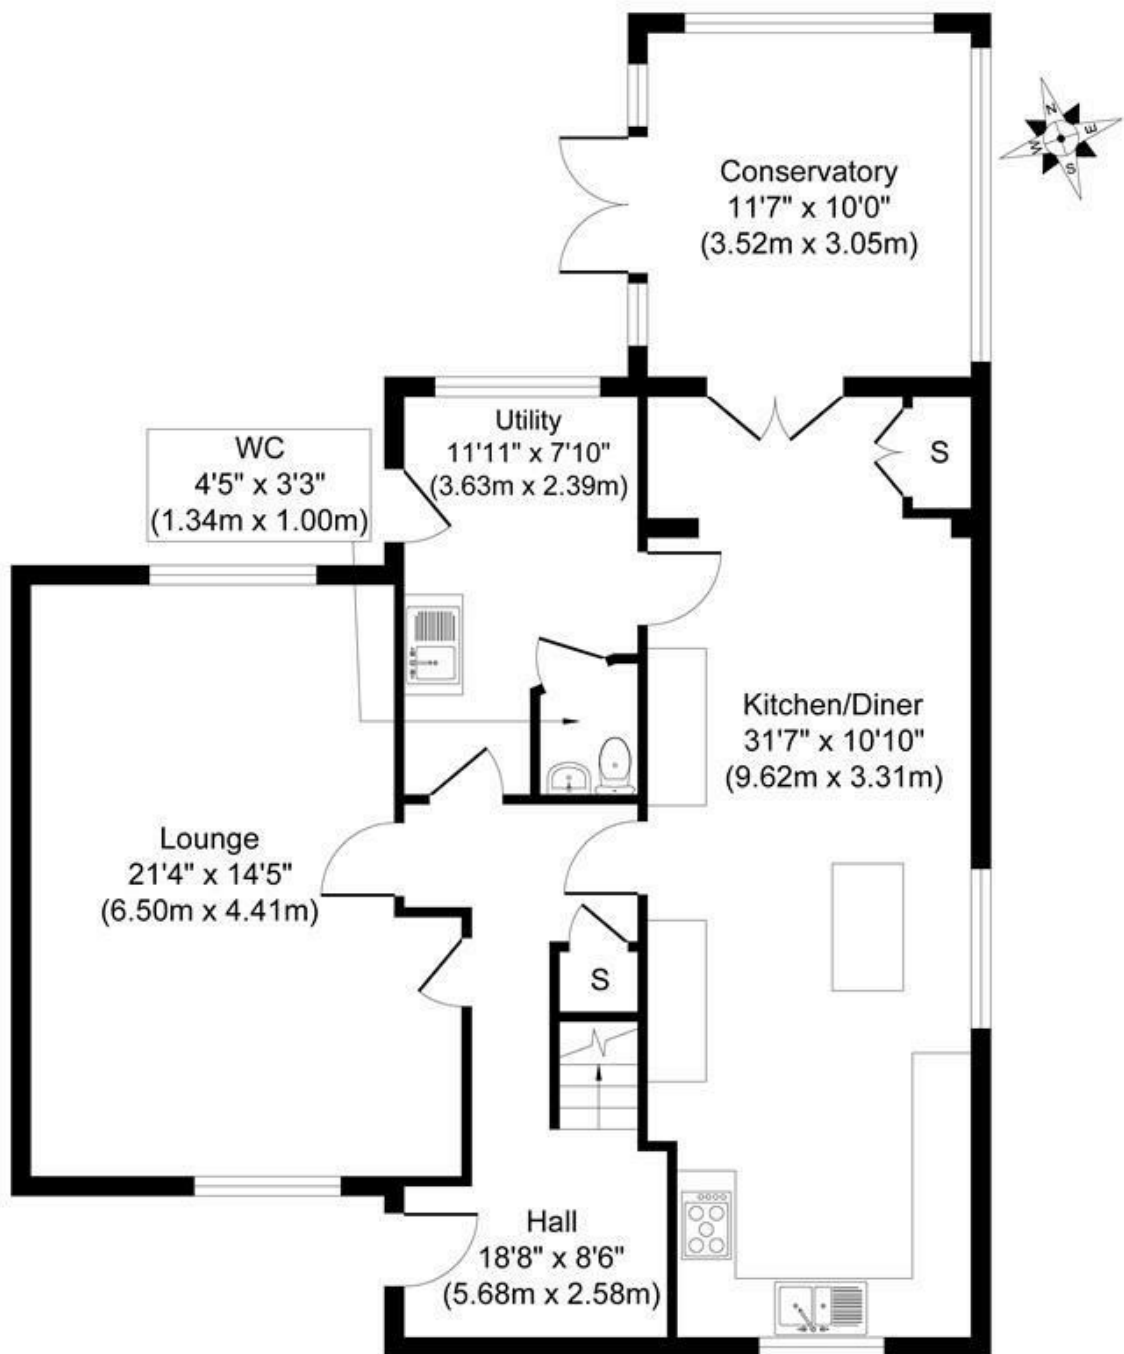 Conservatory
11'7" x 10'0"
(3.52m x 3.05m)
N
E
S
W
Utility
11'11" x 7'10"
(3.63m x 2.39m)
WC
4'5" x 3'3"
(1.34m x 1.00m)
S
Kitchen/Diner
31'7" x 10'10"
(9.62m x 3.31m)
Lounge
21'4" x 14'5"
(6.50m x 4.41m)
S
Hall
18'8" x 8'6"
(5.68m x 2.58m)